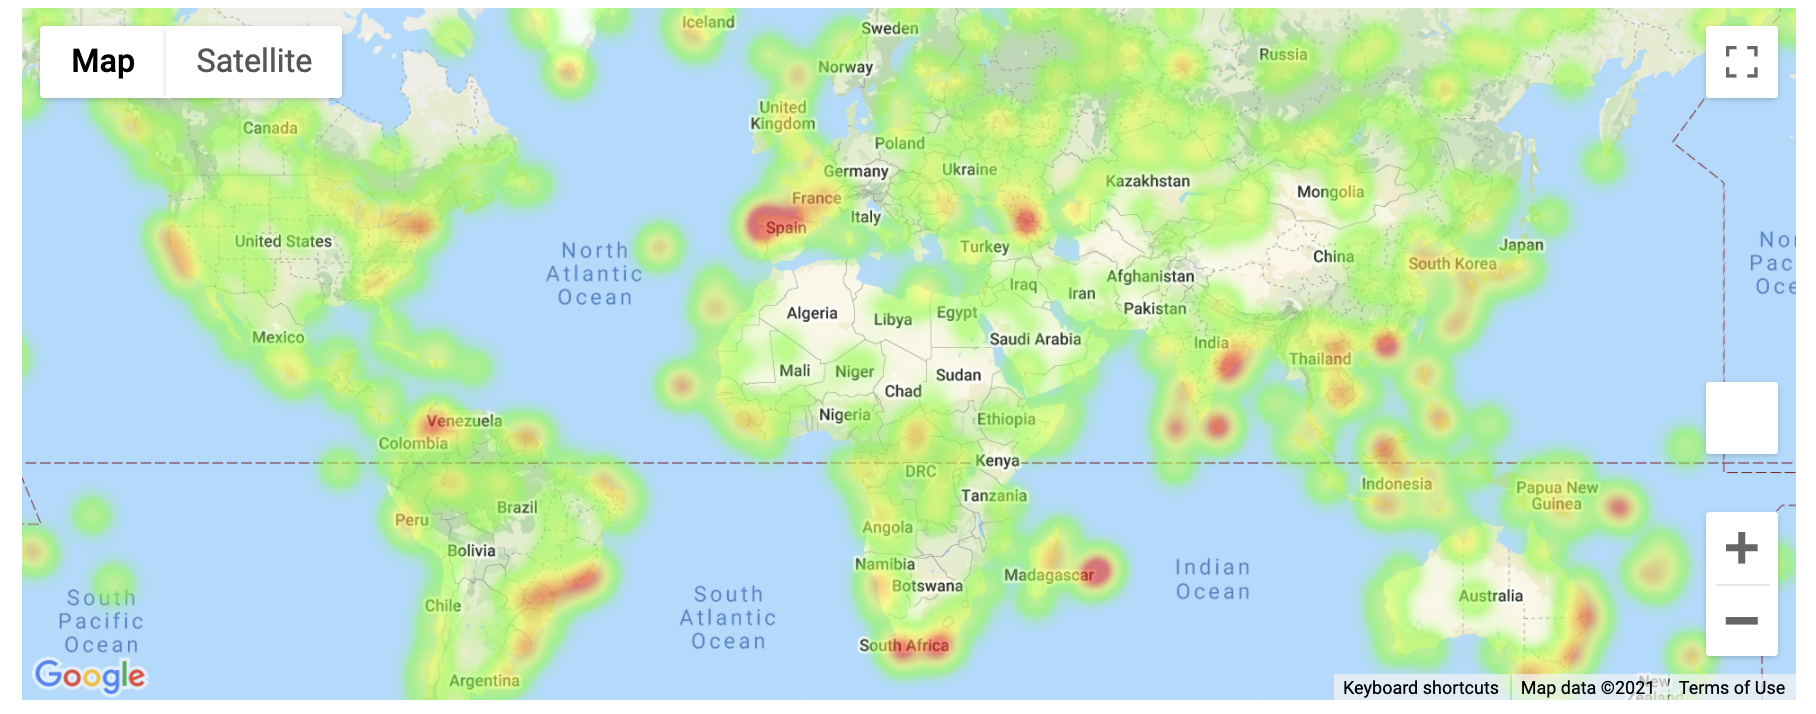 Map
Satellite
Iceland
Sweden
Norway
Russia
United
Kingdom
Canada
Poland
Germany
Ukraine
Kazakhstan
Mongolia
France
Italy
Spain
United States
North
Atlantic
Ocean
Turkey
Japan
China
South Korea
Afghanistan
Iraq
Iran
Pakistan
Nor
Pac
Oce
Algeria
Libya
Egypt
Saudi Arabia
Mexico
India
Thailand
Mali
Niger
Chad
Sudan
Nigeria
Ethiopia
Venezuela
Colombia
DRC
Kenya
Indonesia
Papua New
Guinea
Tanzania
Brazil
Peru
Angola
Bolivia
Namibia
Botswana
Madagascar
Indian
Ocean
Australia
Chile
South
Pacific
Ocean
South
Atlantic
Ocean
South Africa
Argentina
Google
New
Zealand
Keyboard shortcuts
Map data ©2021
Terms of Use